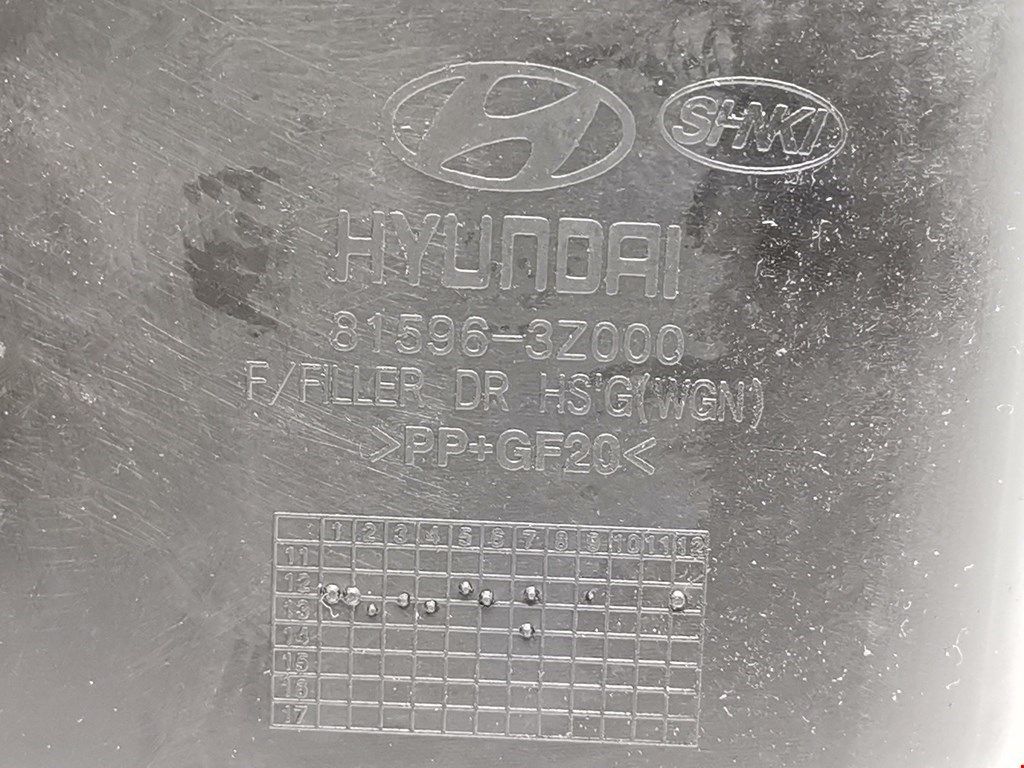 SHNKI
HYUNDAI
81596-3Z000
F/FILLER DR HS'G(WGN)
>PP+GF20<
1 2 3 4 5 6 7 8 9 10 11 12
11
12
13
14
15
16
17